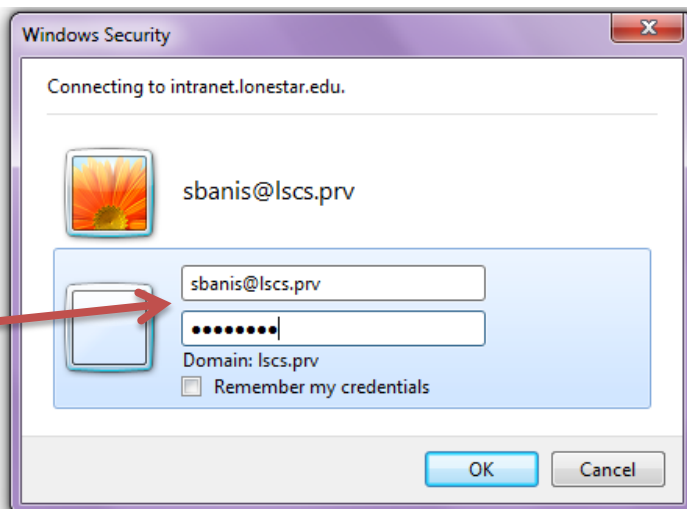 Windows Security
Connecting to intranet.lonestar.edu.
sbanis@lscs.prv
sbanis@lscs.prv
••••••••
Domain: lscs.prv
Remember my credentials
OK
Cancel